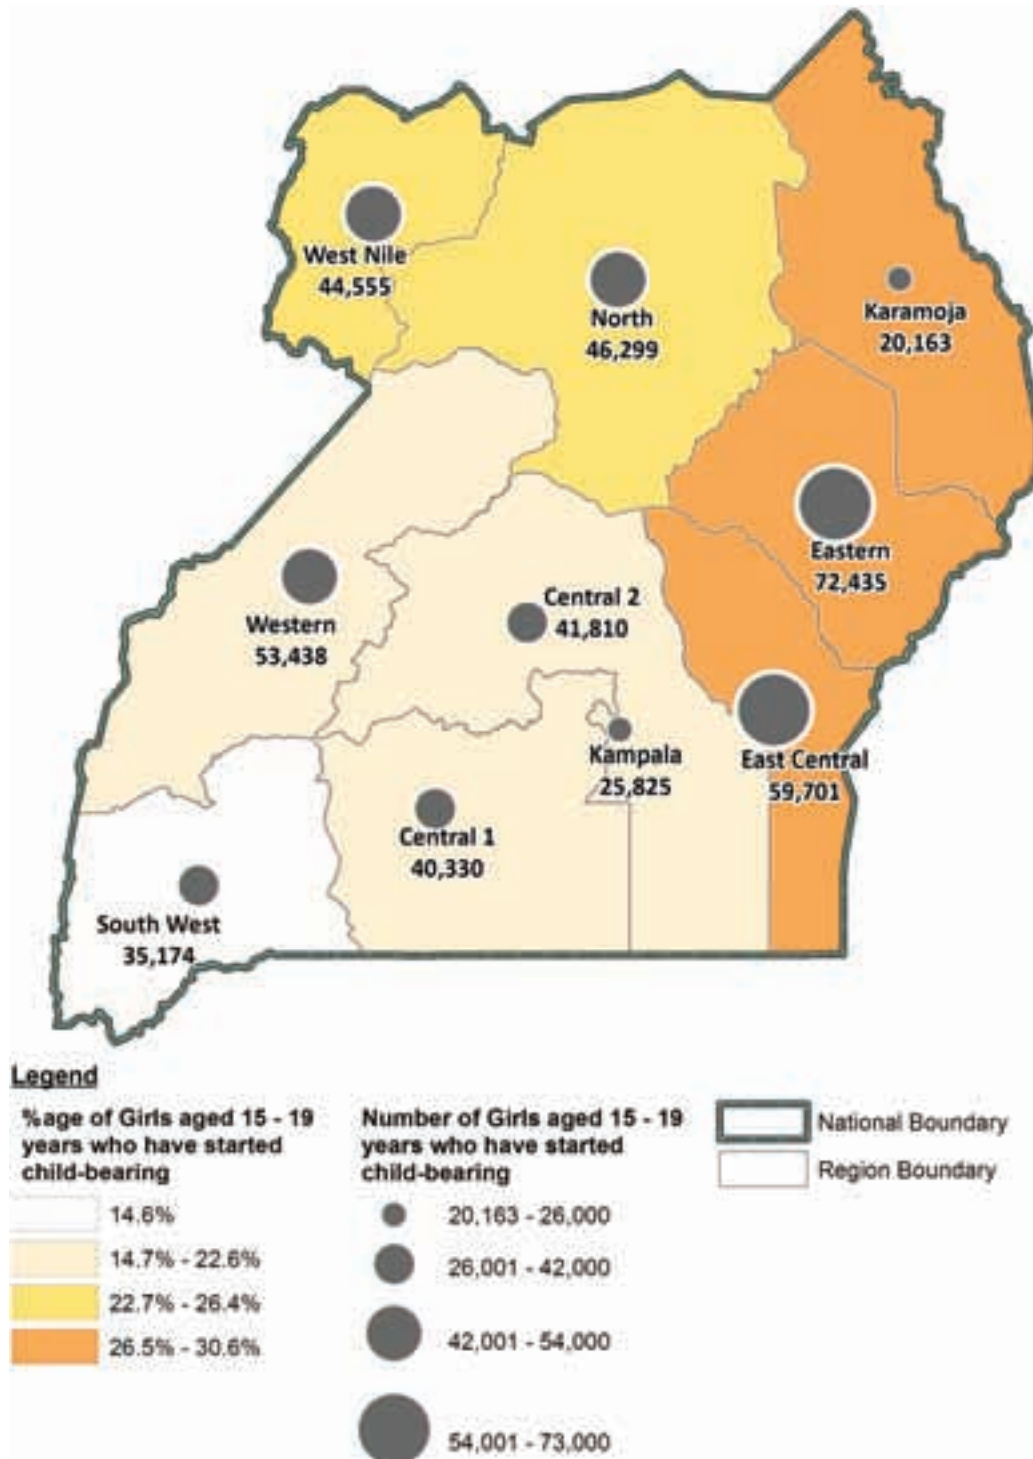 West Nile
44,555
North
46,299
Karamoja
20,163
Eastern
72,435
Western
53,438
Central 2
41,810
Kampala
25,825
East Central
59,701
Central 1
40,330
South West
35,174
Legend
%age of Girls aged 15 - 19
years who have started
child-bearing
14.6%
14.7% - 22.6%
22.7% - 26.4%
26.5% - 30.6%
Number of Girls aged 15 - 19
years who have started
child-bearing
20,163 - 26,000
26,001 - 42,000
42,001 - 54,000
54,001 - 73,000
National Boundary
Region Boundary